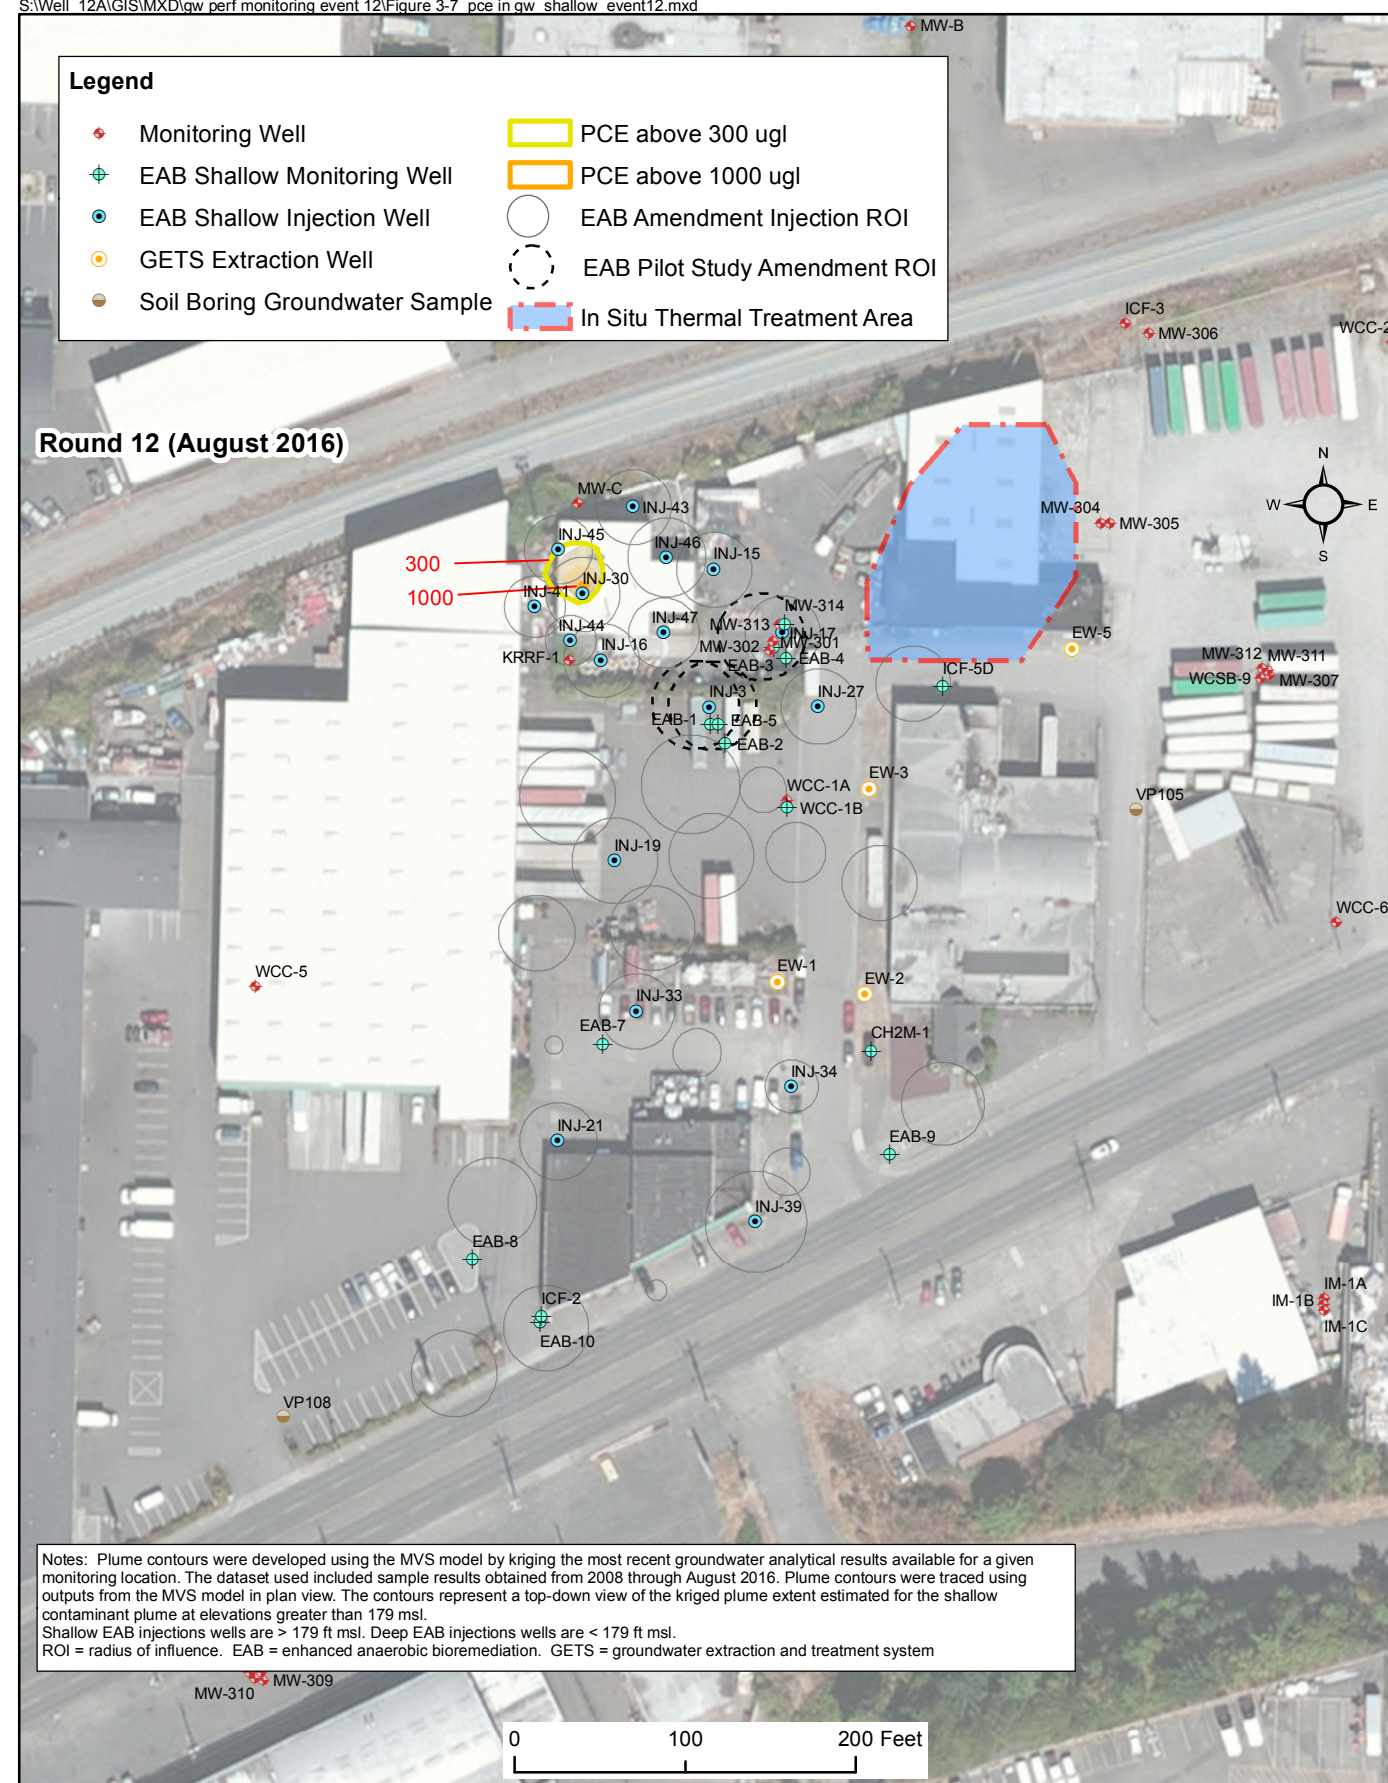 S:\Well_12A\GIS\MXD\gw perf monitoring event 12\Figure 3-7_pce in gw_shallow_event12.mxd
MW-B
Legend
Monitoring Well
EAB Shallow Monitoring Well
EAB Shallow Injection Well
GETS Extraction Well
Soil Boring Groundwater Sample
PCE above 300 ugl
PCE above 1000 ugl
EAB Amendment Injection ROI
EAB Pilot Study Amendment ROI
In Situ Thermal Treatment Area
ICF-3
MW-306
WCC-2
Round 12 (August 2016)
N
W
E
S
MW-C
INJ-43
MW-304
MW-305
INJ-45
INJ-46
INJ-15
300
INJ-30
1000
INJ-41
MW-314
MW-313
INJ-17
INJ-47
INJ-44
INJ-16
KRRF-1
MW-302
MW-301
EAB-3
EAB-4
EW-5
MW-312
MW-311
WCSB-9
MW-307
ICF-5D
INJ-3
INJ-27
EAB-1
EAB-5
EAB-2
EW-3
WCC-1A
WCC-1B
VP105
INJ-19
WCC-6
WCC-5
EW-1
EW-2
INJ-33
EAB-7
CH2M-1
INJ-34
INJ-21
EAB-9
INJ-39
EAB-8
ICF-2
EAB-10
IM-1A
IM-1B
IM-1C
VP108
Notes:  Plume contours were developed using the MVS model by kriging the most recent groundwater analytical results available for a given
monitoring location. The dataset used included sample results obtained from 2008 through August 2016. Plume contours were traced using
outputs from the MVS model in plan view. The contours represent a top-down view of the kriged plume extent estimated for the shallow
contaminant plume at elevations greater than 179 msl.
Shallow EAB injections wells are > 179 ft msl. Deep EAB injections wells are < 179 ft msl.
ROI = radius of influence.  EAB = enhanced anaerobic bioremediation.  GETS = groundwater extraction and treatment system
MW-310
MW-309
0 100 200 Feet